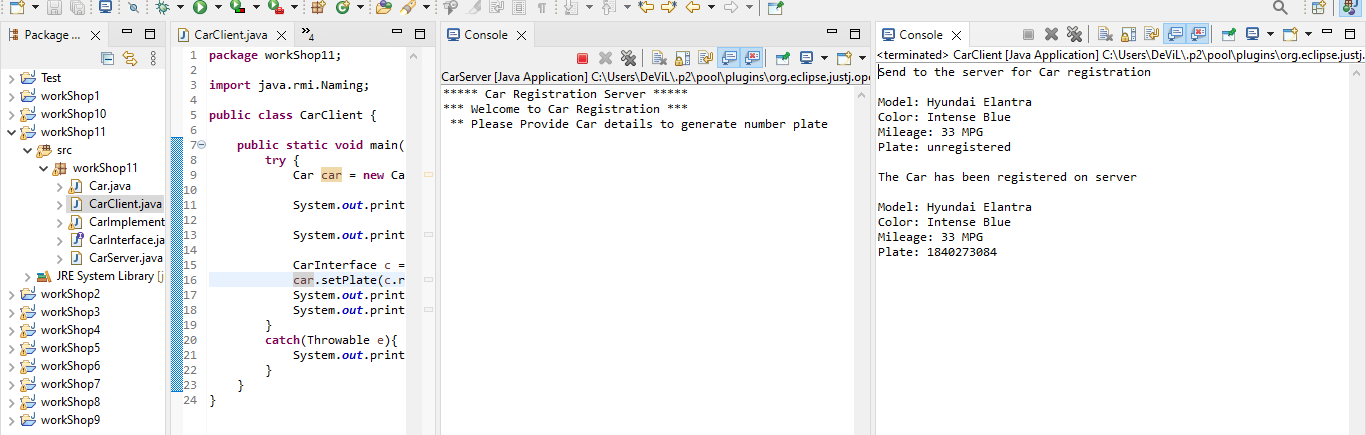 Package ...
Test
workShop1
workShop10
workShop11
src
workShop11
Car.java
CarClient.java
CarImplement
CarInterface.ja
CarServer.java
JRE System Library [j
workShop2
workShop3
workShop4
workShop5
workShop6
workShop7
workShop8
workShop9
CarClient.java
»4
1 package workShop11;
2
3 import java.rmi.Naming;
4
5 public class CarClient {
6
7 public static void main(
8 try {
9 Car car = new Ca
10
11 System.out.print
12
13 System.out.print
14
15 CarInterface c =
16 car.setPlate(c.r
17 System.out.print
18 System.out.print
19 }
20 catch(Throwable e){
21 System.out.print
22 }
23 }
24 }
Console
CarServer [Java Application] C:\Users\DeViL\.p2\pool\plugins\org.eclipse.justj.ope
***** Car Registration Server *****
*** Welcome to Car Registration ***
** Please Provide Car details to generate number plate
Console
<terminated> CarClient [Java Application] C:\Users\DeViL\.p2\pool\plugins\org.eclipse.justj.
Send to the server for Car registration
Model: Hyundai Elantra
Color: Intense Blue
Mileage: 33 MPG
Plate: unregistered
The Car has been registered on server
Model: Hyundai Elantra
Color: Intense Blue
Mileage: 33 MPG
Plate: 1840273084